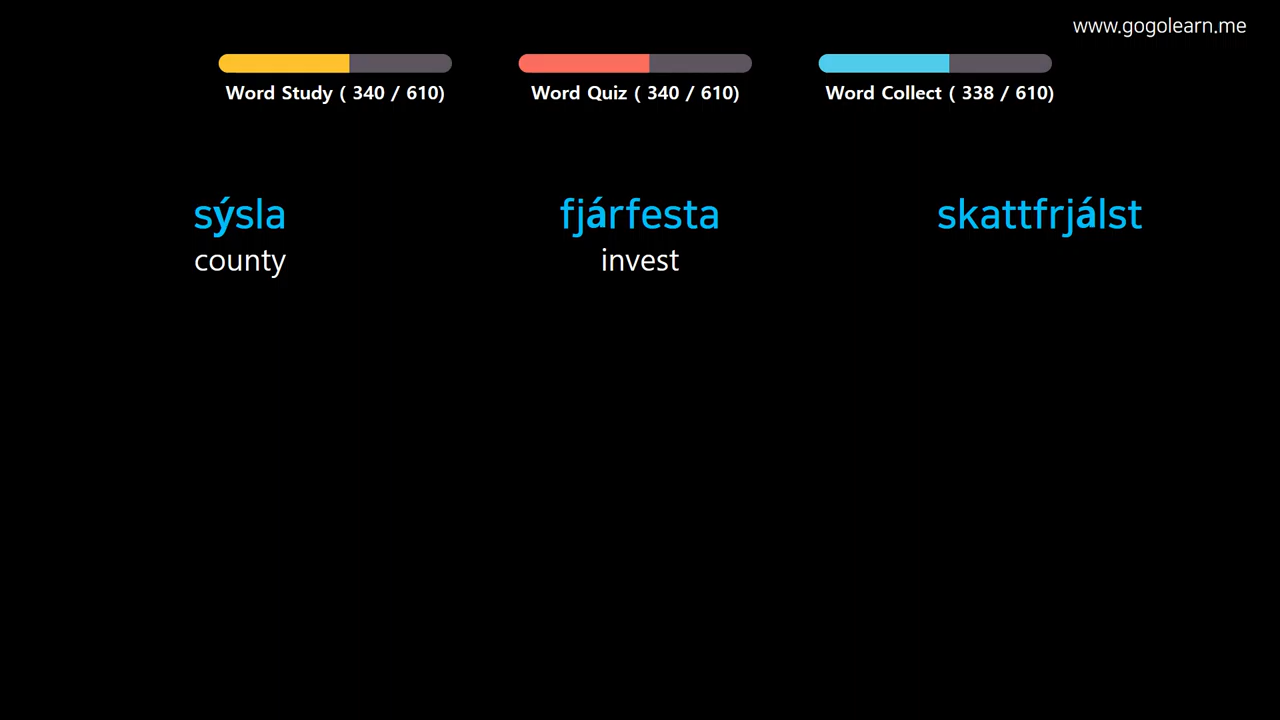 www.gogolearn.me
Word Study ( 340 / 610)
Word Quiz ( 340 / 610)
Word Collect ( 338 / 610)
sýsla
county
fjárfesta
invest
skattfrjálst